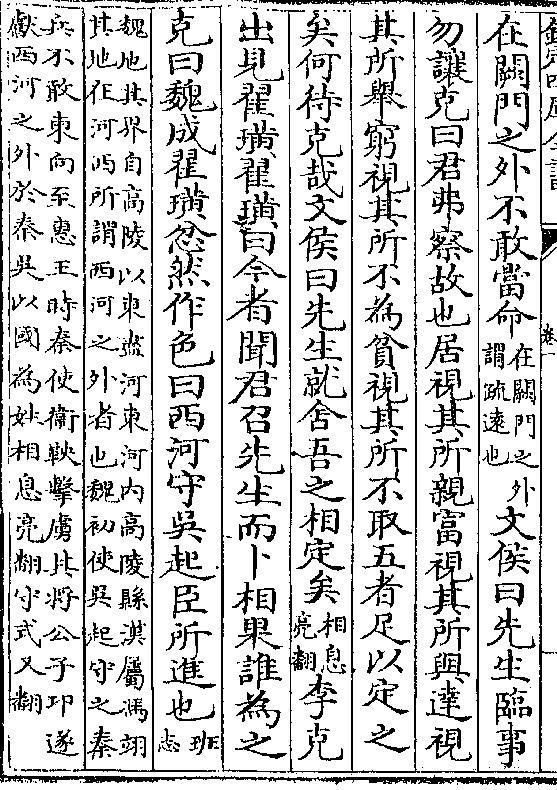 欽定四庫全書
卷一
在闕門之外不敢當命在闕門之外謂疏遠也文侯曰先生臨事
勿讓克曰君弗察故也居視其所親富視其所與達視
其所舉窮視其所不為貧視其所不取五者足以定之
矣何待克哉文侯曰先生就舍吾之相定矣相息亮翻李克
出見翟璜翟璜曰今者聞君召先生而卜相果誰為之
克曰魏成翟璜忿然作色曰西河守吳起臣所進也班志
魏地其界自高陵以東盡河東河内高陵縣漢屬馮翊
其地在河西所謂西河之外者也魏初使吳起守之秦
兵不敢東向至惠王時秦使衛鞅擊虜其將公子卬遂
獻西河之外於秦吳以國為姓相息亮翻守式又翻